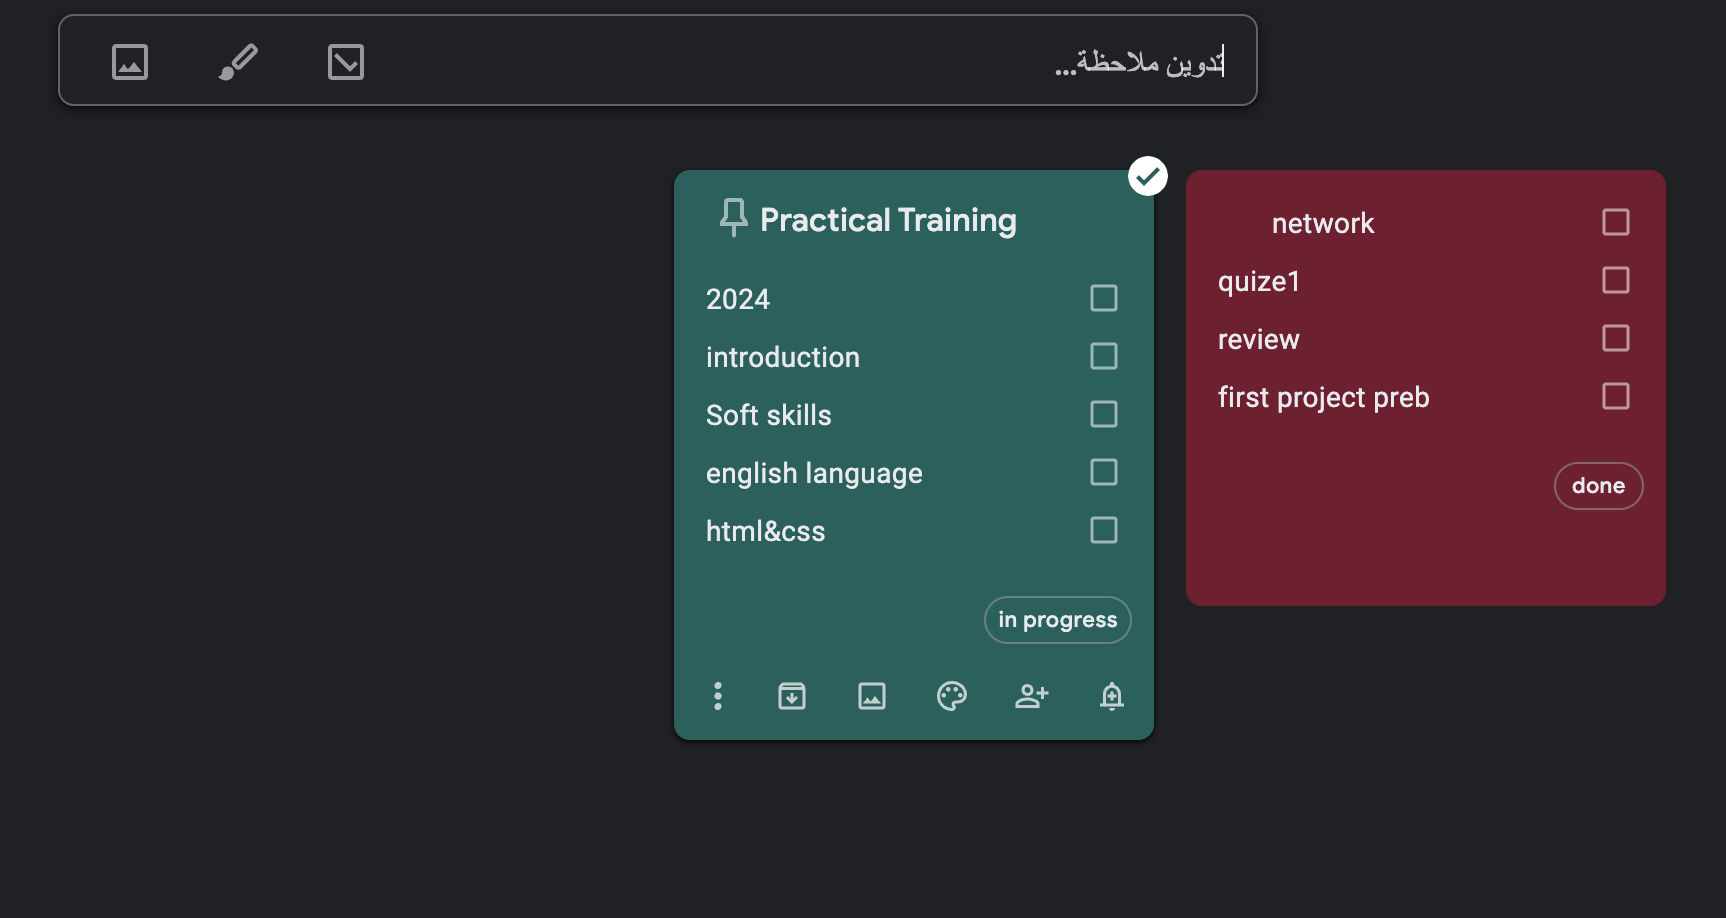 تدوين ملاحظة...
Practical Training
2024
introduction
Soft skills
english language
html&css
in progress
network
quize1
review
first project preb
done